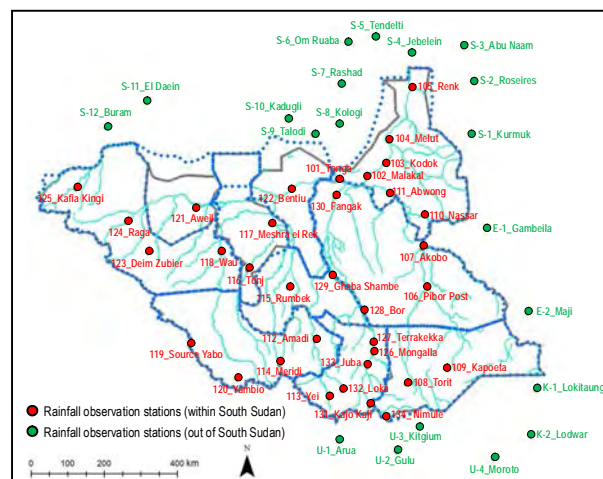 S-5_Tendelti
S-6_Om Ruaba
S-4_Jebelein
S-3_Abu Naam
S-7_Rashad
S-2_Roseires
S-11_El Daein
105_Renk
S-10_Kadugli
S-8_Kologi
S-12_Buram
S-9_Talodi
S-1_Kurmuk
104_Melut
103_Kodok
101_Tonga
102_Malakal
125_Kafia Kingi
122_Bentiu
111_Abwong
130_Fangak
121_Aweil
110_Nassar
124_Raga
117_Meshra el Rek
E-1_Gambeila
107_Akobo
123_Deim Zubier
118_Wau
116_Tonj
129_Ghaba Shambe
115_Rumbek
106_Pibor Post
128_Bor
E-2_Maji
112_Amadi
127_Terrakekka
119_Source Yabo
126_Mongalla
133_Juba
114_Meridi
109_Kapoeta
120_Yambio
108_Torit
132_Loka
K-1_Lokitaung
113_Yei
131_Kajo Kaji
134_Nimule
Rainfall observation stations (within South Sudan)
Rainfall observation stations (out of South Sudan)
U-3_Kitgium
U-1_Arua
K-2_Lodwar
U-2_Gulu
U-4_Moroto
0 100 200 400 km
N